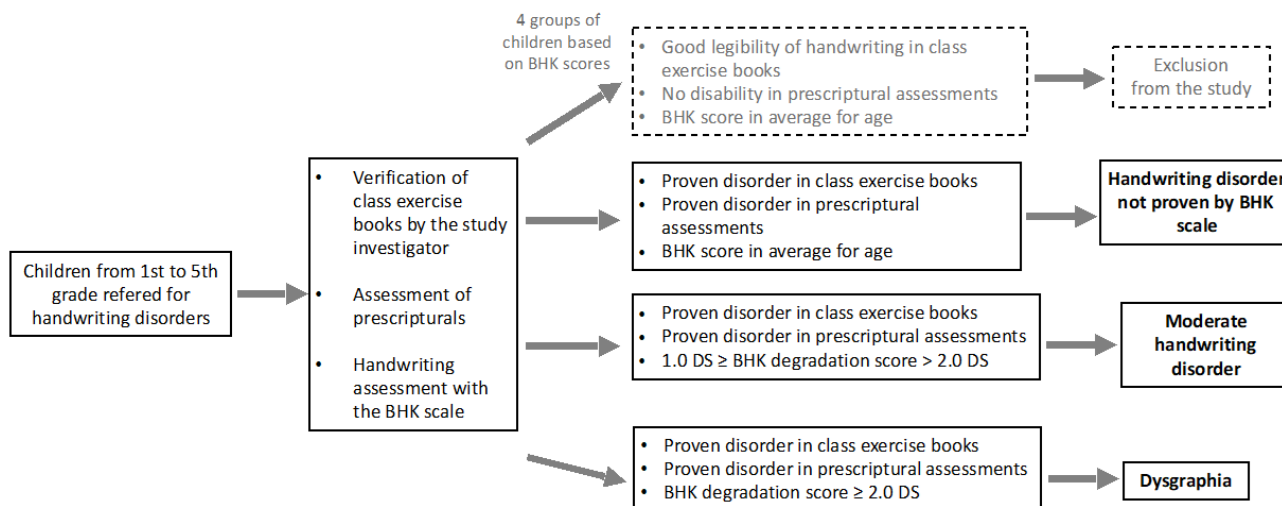 Children from 1st to 5th
grade refered for
handwriting disorders
• Verification of
class exercise
books by the study
investigator
• Assessment of
prescripturals
• Handwriting
assessment with
the BHK scale
4 groups of
children based
on BHK scores
• Good legibility of handwriting in class
exercise books
• No disability in prescriptural assessments
• BHK score in average for age
Exclusion
from the study
• Proven disorder in class exercise books
• Proven disorder in prescriptural
assessments
• BHK score in average for age
Handwriting disorder
not proven by BHK
scale
• Proven disorder in class exercise books
• Proven disorder in prescriptural assessments
• 1.0 DS ≥ BHK degradation score > 2.0 DS
Moderate
handwriting
disorder
• Proven disorder in class exercise books
• Proven disorder in prescriptural assessments
• BHK degradation score ≥ 2.0 DS
Dysgraphia